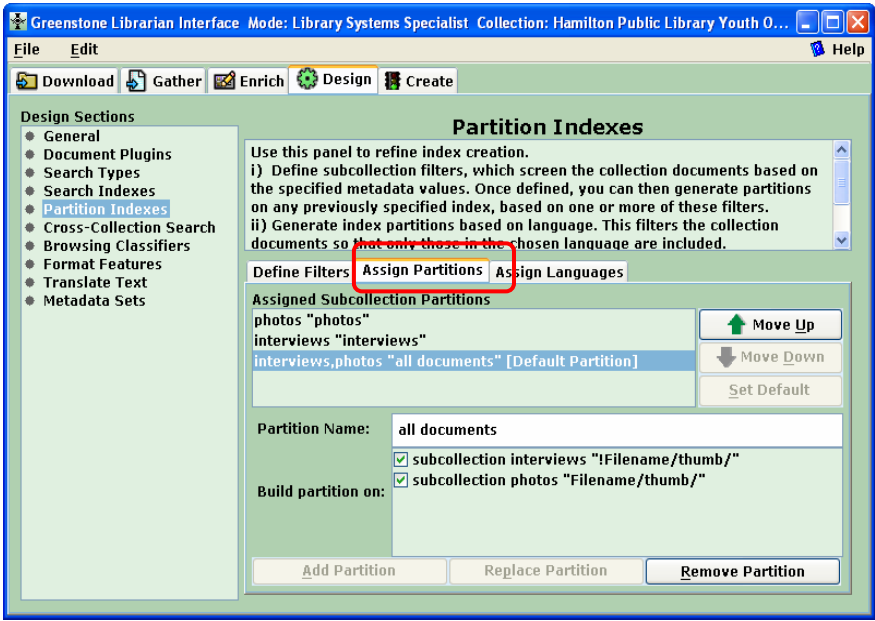 Greenstone Librarian Interface Mode: Library Systems Specialist Collection: Hamilton Public Library Youth O...
File Edit Help
Download Gather Enrich Design Create
Design Sections
General
Document Plugins
Search Types
Search Indexes
Partition Indexes
Cross-Collection Search
Browsing Classifiers
Format Features
Translate Text
Metadata Sets
Partition Indexes
Use this panel to refine index creation.
i) Define subcollection filters, which screen the collection documents based on
the specified metadata values. Once defined, you can then generate partitions
on any previously specified index, based on one or more of these filters.
ii) Generate index partitions based on language. This filters the collection
documents so that only those in the chosen language are included.
Define Filters Assign Partitions Assign Languages
Assigned Subcollection Partitions
photos "photos"
interviews "interviews"
interviews,photos "all documents" [Default Partition]
Move Up
Move Down
Set Default
Partition Name: all documents
Build partition on:
subcollection interviews "!Filename/thumb/"
subcollection photos "Filename/thumb/"
Add Partition Replace Partition Remove Partition